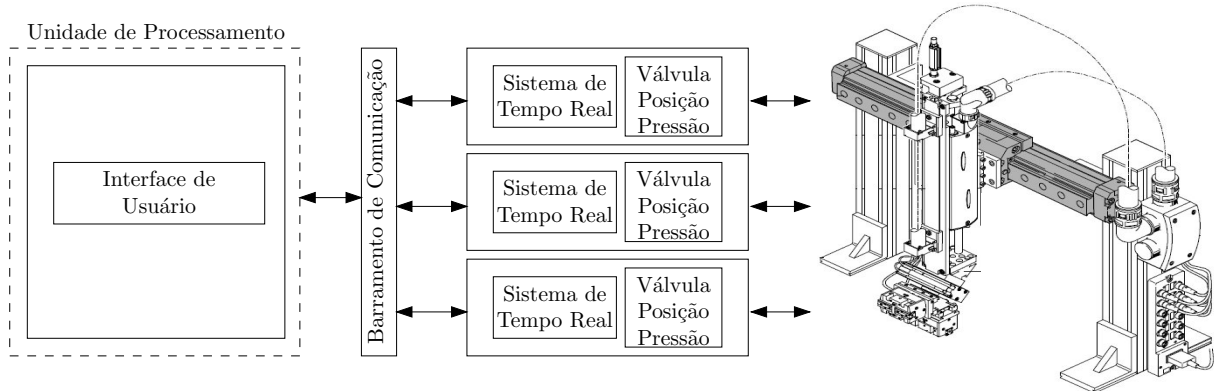 Unidade de Processamento
Interface de
Usuário
Barramento de Comunicação
Sistema de
Tempo Real
Válvula
Posição
Pressão
Sistema de
Tempo Real
Válvula
Posição
Pressão
Sistema de
Tempo Real
Válvula
Posição
Pressão